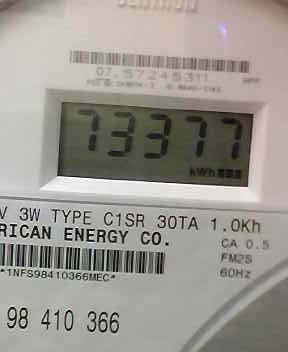 CENTRON
07.57245311
73377
kWh
V 3W TYPE C1SR 30TA 1.0Kh
RICAN ENERGY CO.
CA 0.5
FM2S
*1NFS98410366MEC*
60Hz
98 410 366